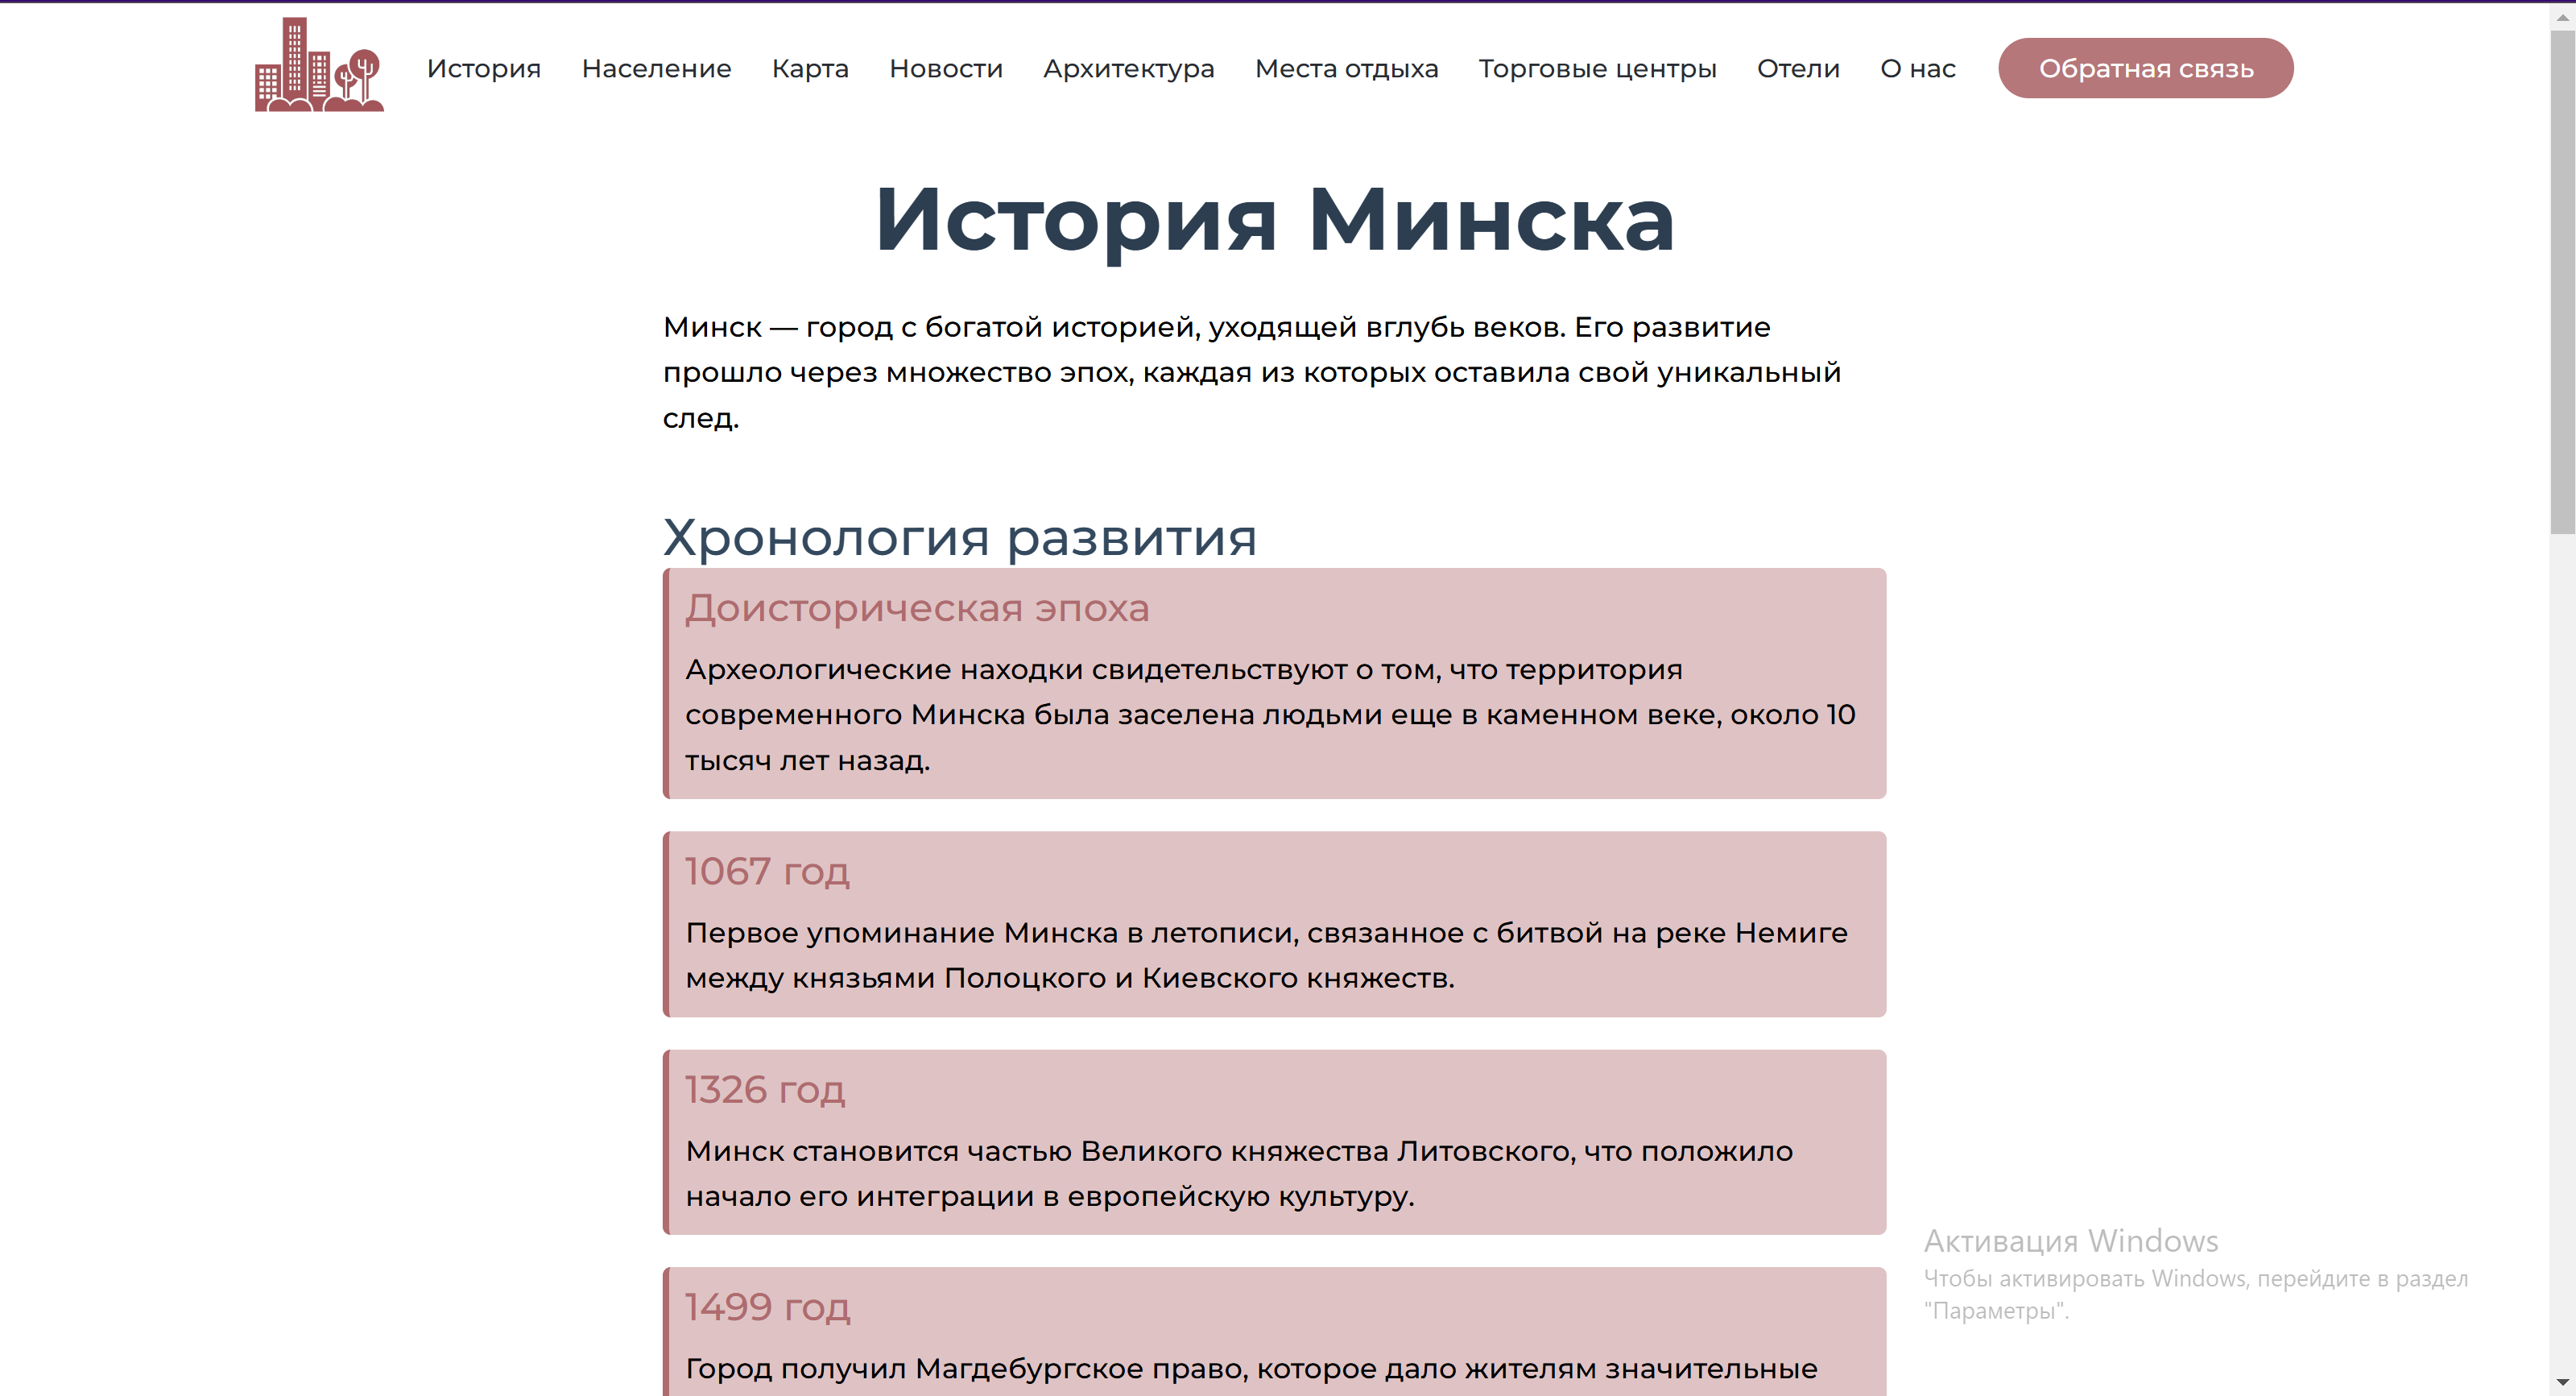 История Население Карта Новости Архитектура Места отдыха Торговые центры Отели О нас Обратная связь
История Минска
Минск — город с богатой историей, уходящей вглубь веков. Его развитие
прошло через множество эпох, каждая из которых оставила свой уникальный
след.
Хронология развития
Доисторическая эпоха
Археологические находки свидетельствуют о том, что территория
современного Минска была заселена людьми еще в каменном веке, около 10
тысяч лет назад.
1067 год
Первое упоминание Минска в летописи, связанное с битвой на реке Немиге
между князьями Полоцкого и Киевского княжеств.
1326 год
Минск становится частью Великого княжества Литовского, что положило
начало его интеграции в европейскую культуру.
1499 год
Город получил Магдебургское право, которое дало жителям значительные
Активация Windows
Чтобы активировать Windows, перейдите в раздел
"Параметры".